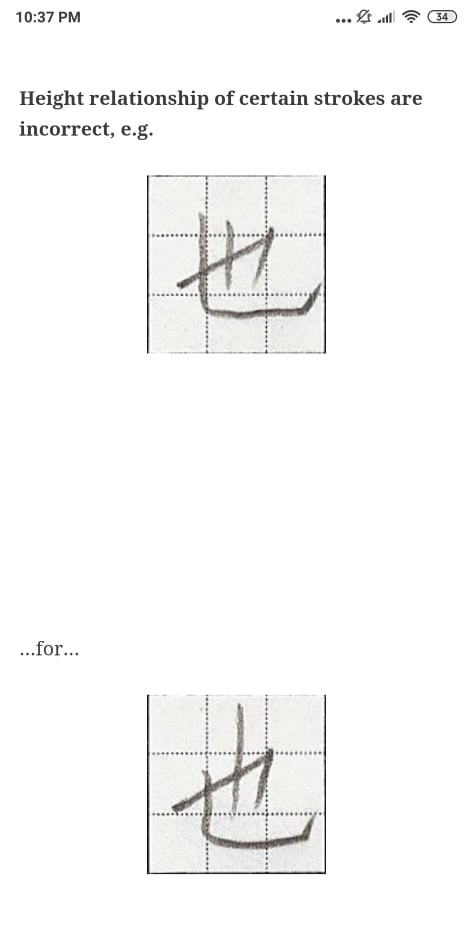 10:37 PM
34
Height relationship of certain strokes are
incorrect, e.g.
也
...for...
也